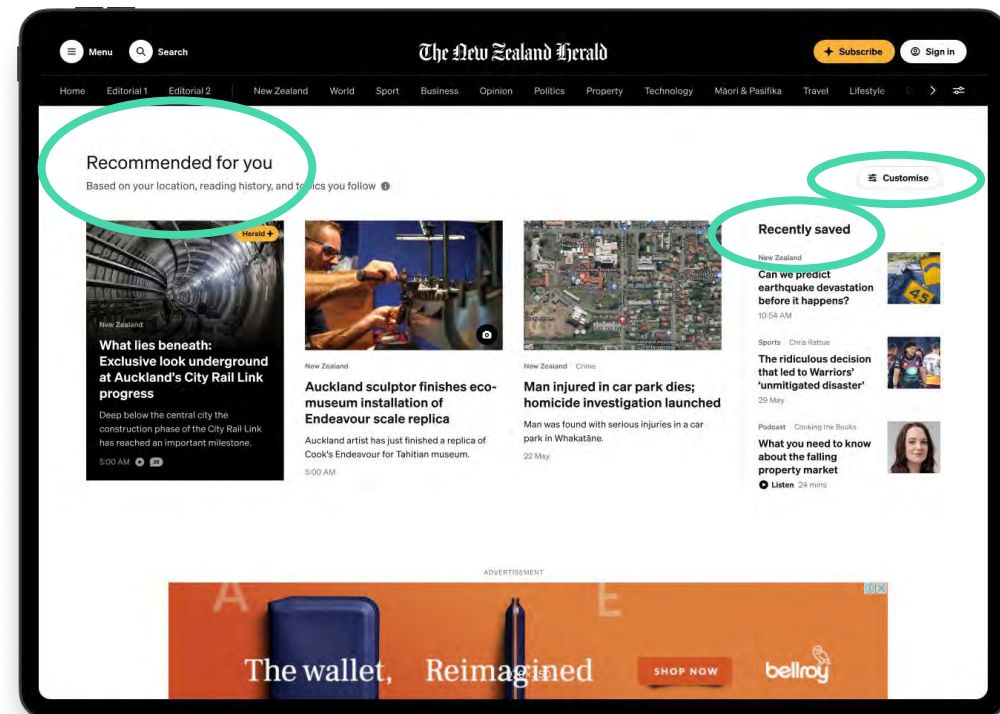 Menu
Search
The New Zealand Herald
Subscribe
Sign in
Home Editorial 1 Editorial 2 New Zealand World Sport Business Opinion Politics Property Technology Māori & Pasifika Travel Lifestyle
Recommended for you
Based on your location, reading history, and topics you follow
Customise
Herald
New Zealand
What lies beneath:
Exclusive look underground
at Auckland's City Rail Link
progress
Deep below the central city the
construction phase of the City Rail Link
has reached an important milestone.
5:00 AM
New Zealand
Auckland sculptor finishes eco-
museum installation of
Endeavour scale replica
Auckland artist has just finished a replica of
Cook's Endeavour for Tahitian museum.
5:00 AM
New Zealand Crime
Man injured in car park dies;
homicide investigation launched
Man was found with serious injuries in a car
park in Whakatāne.
22 May
Recently saved
New Zealand
Can we predict
earthquake devastation
before it happens?
10:54 AM
45
Sports Chris Rattue
The ridiculous decision
that led to Warriors'
'unmitigated disaster'
29 May
Podcast Cooking the Books
What you need to know
about the falling
property market
Listen 24 mins
ADVERTISEMENT
A E
The wallet, Reimagined
SHOP NOW
bellroy